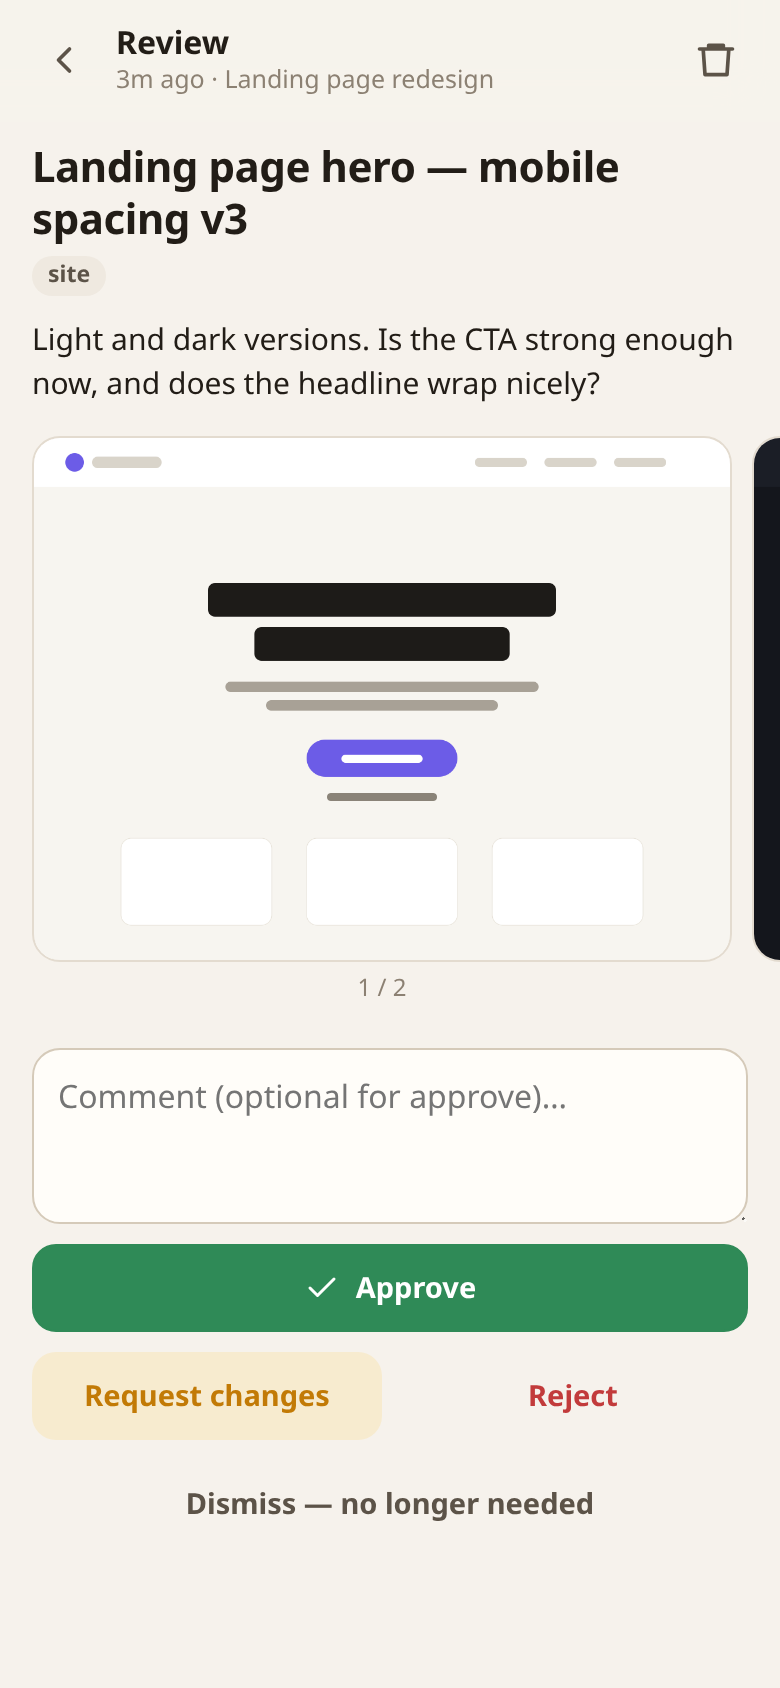 Review
3m ago · Landing page redesign
Landing page hero — mobile
spacing v3
site
Light and dark versions. Is the CTA strong enough
now, and does the headline wrap nicely?
1 / 2
Comment (optional for approve)...
Approve
Request changes
Reject
Dismiss — no longer needed